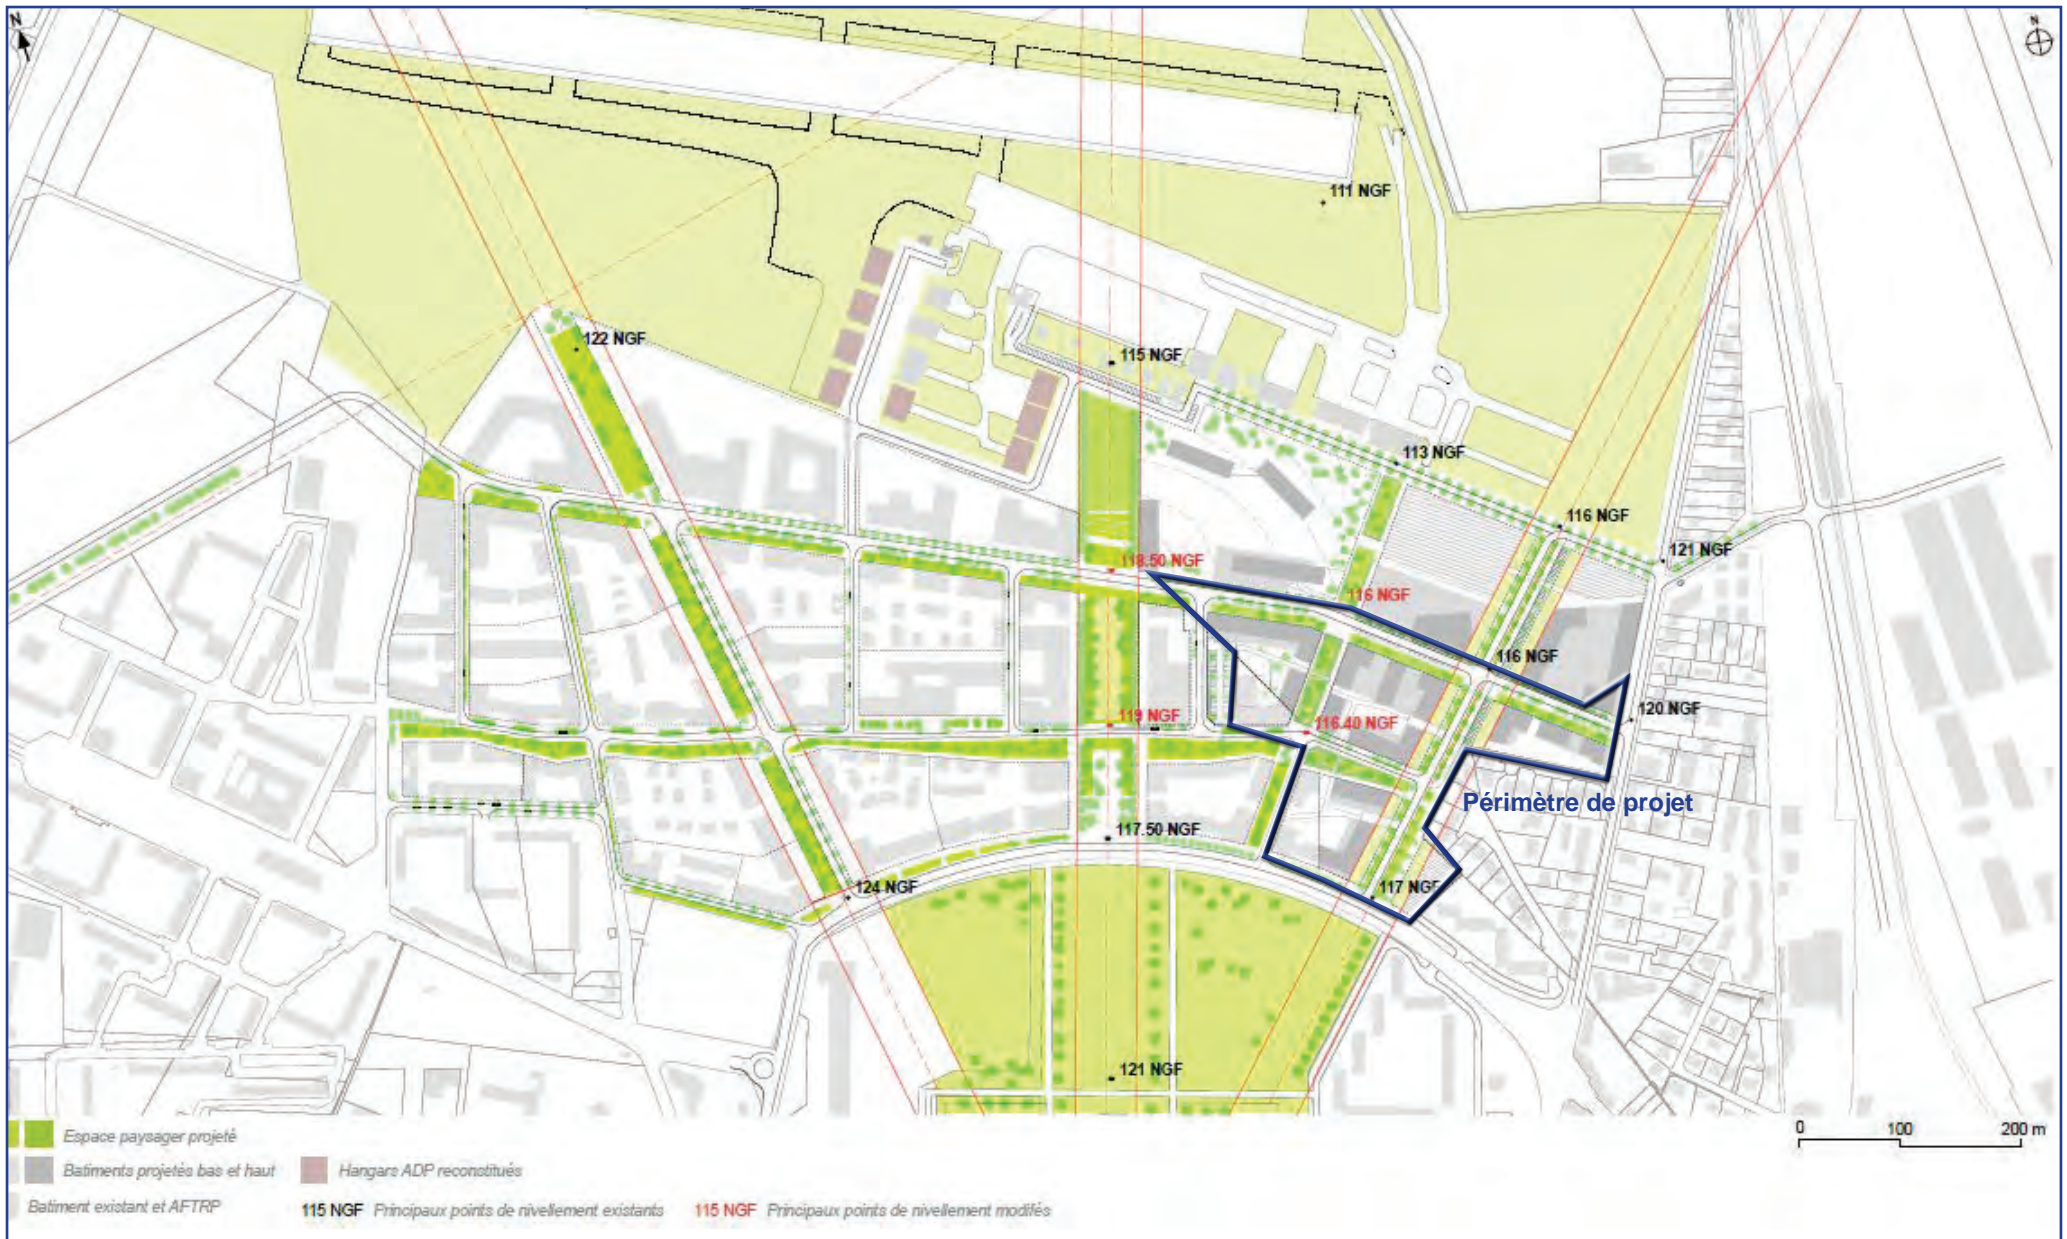 N
N
111 NGF
122 NGF
115 NGF
113 NGF
116 NGF
121 NGF
118.50 NGF
116 NGF
116 NGF
120 NGF
119 NGF
116.40 NGF
Périmètre de projet
117.50 NGF
124 NGF
117 NGF
121 NGF
0 100 200 m
Espace paysager projeté
Batiments projetés bas et haut
Hangars ADP reconstitués
Batiment existant et AFTRP
115 NGF Principaux points de nivellement existants
115 NGF Principaux points de nivellement modifés